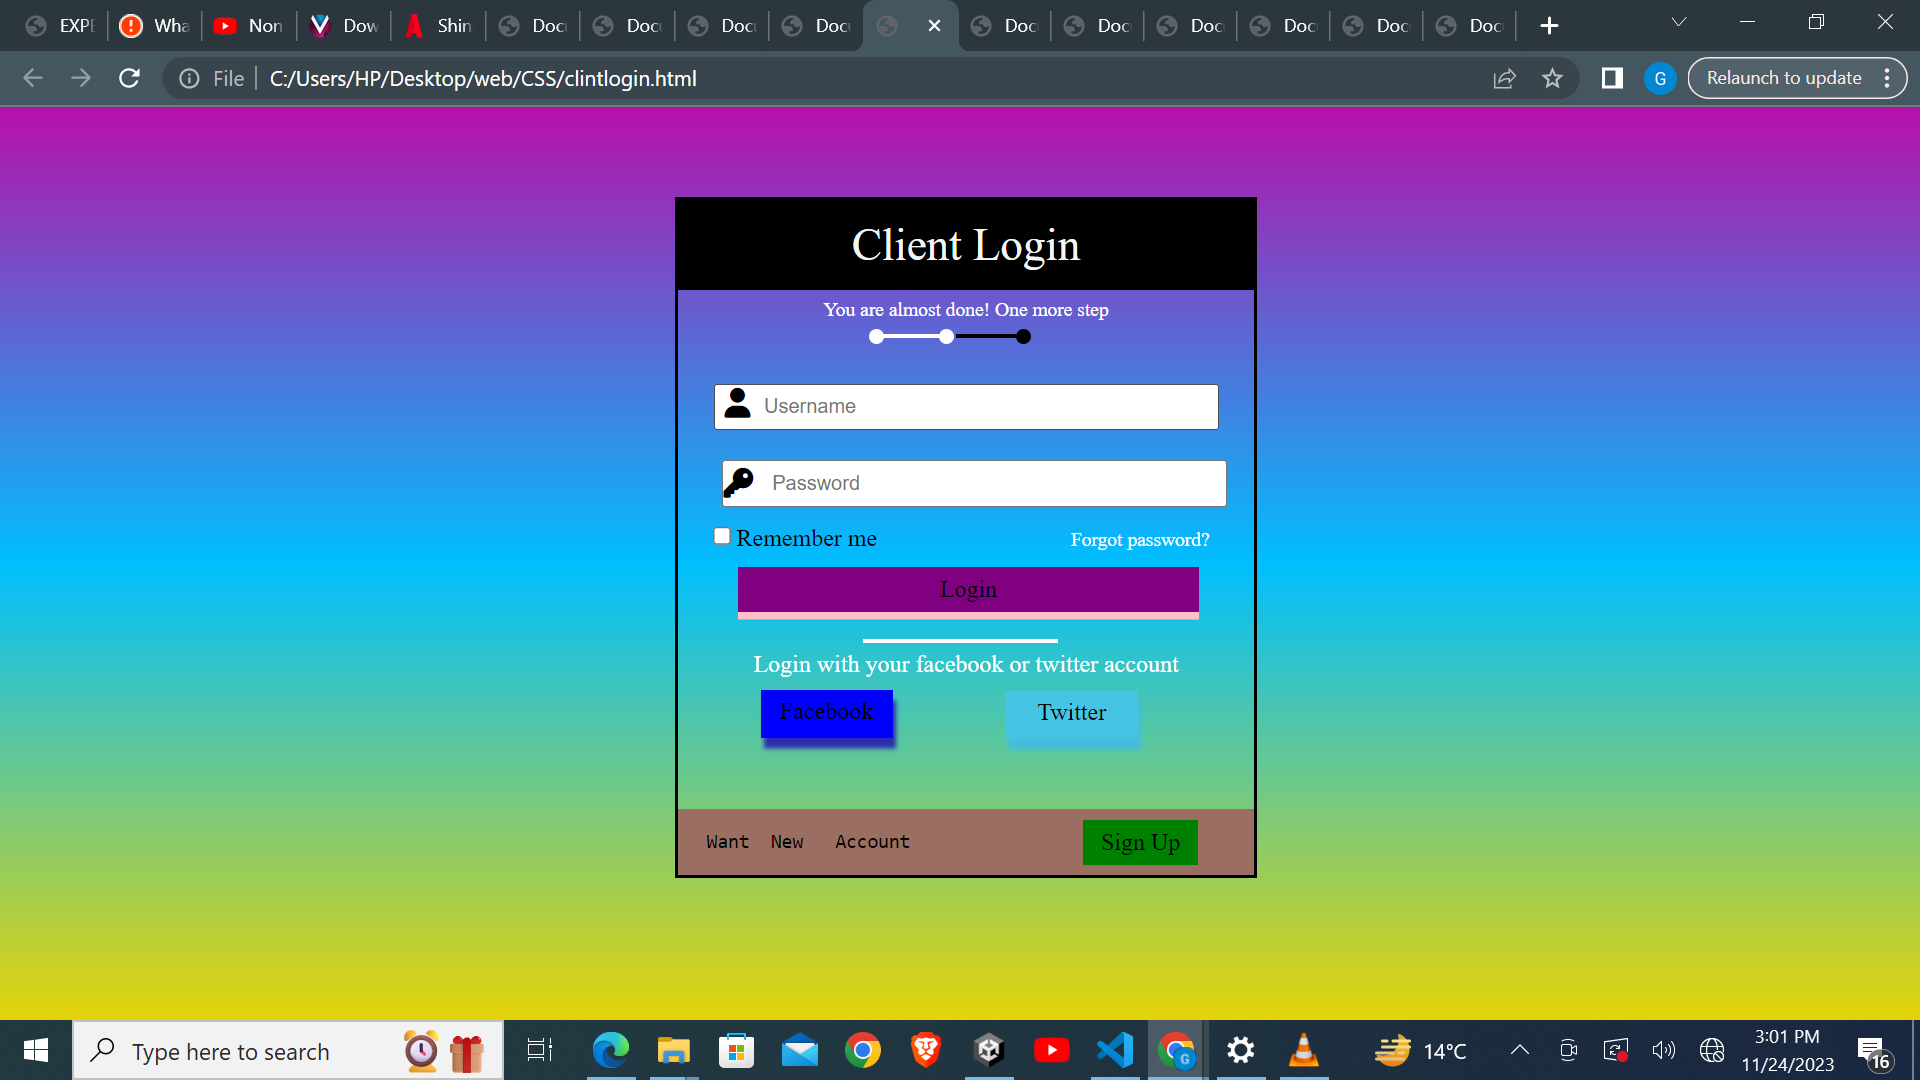 EXPE Wha Non Dow Shin Doc Doc Doc Doc Doc Doc Doc Doc Doc Doc
File C:/Users/HP/Desktop/web/CSS/clintlogin.html G Relaunch to update
Client Login
You are almost done! One more step
Username
Password
Remember me Forgot password?
Login
Login with your facebook or twitter account
Facebook Twitter
Want New Account Sign Up
Type here to search G 14°C 3:01 PM
11/24/2023 16